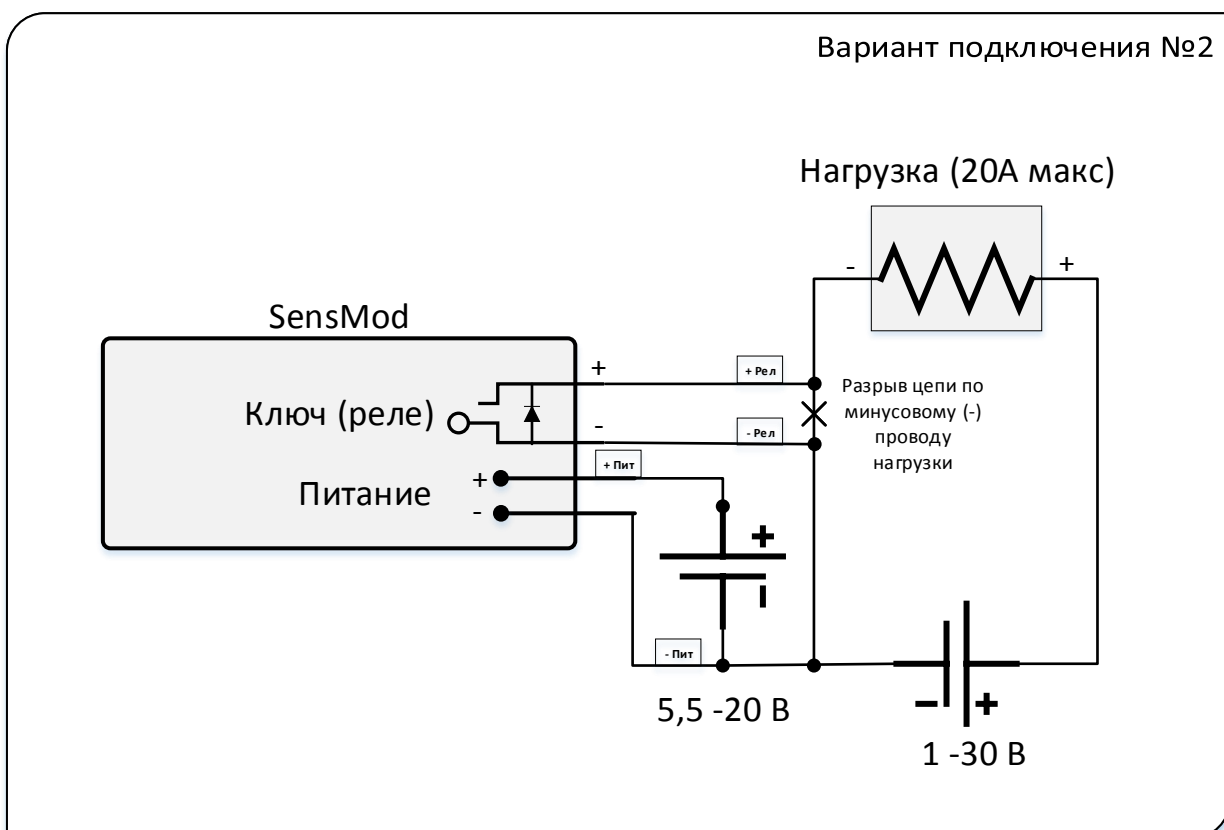 Вариант подключения №2
Нагрузка (20А макс)
- +
SensMod
+
+ Рел
Разрыв цепи по
минусовому (-)
проводу
нагрузки
Ключ (реле)
-
- Рел
+ Пит
Питание
+
-
+
-
- Пит
5,5 -20 В
- +
1 -30 В